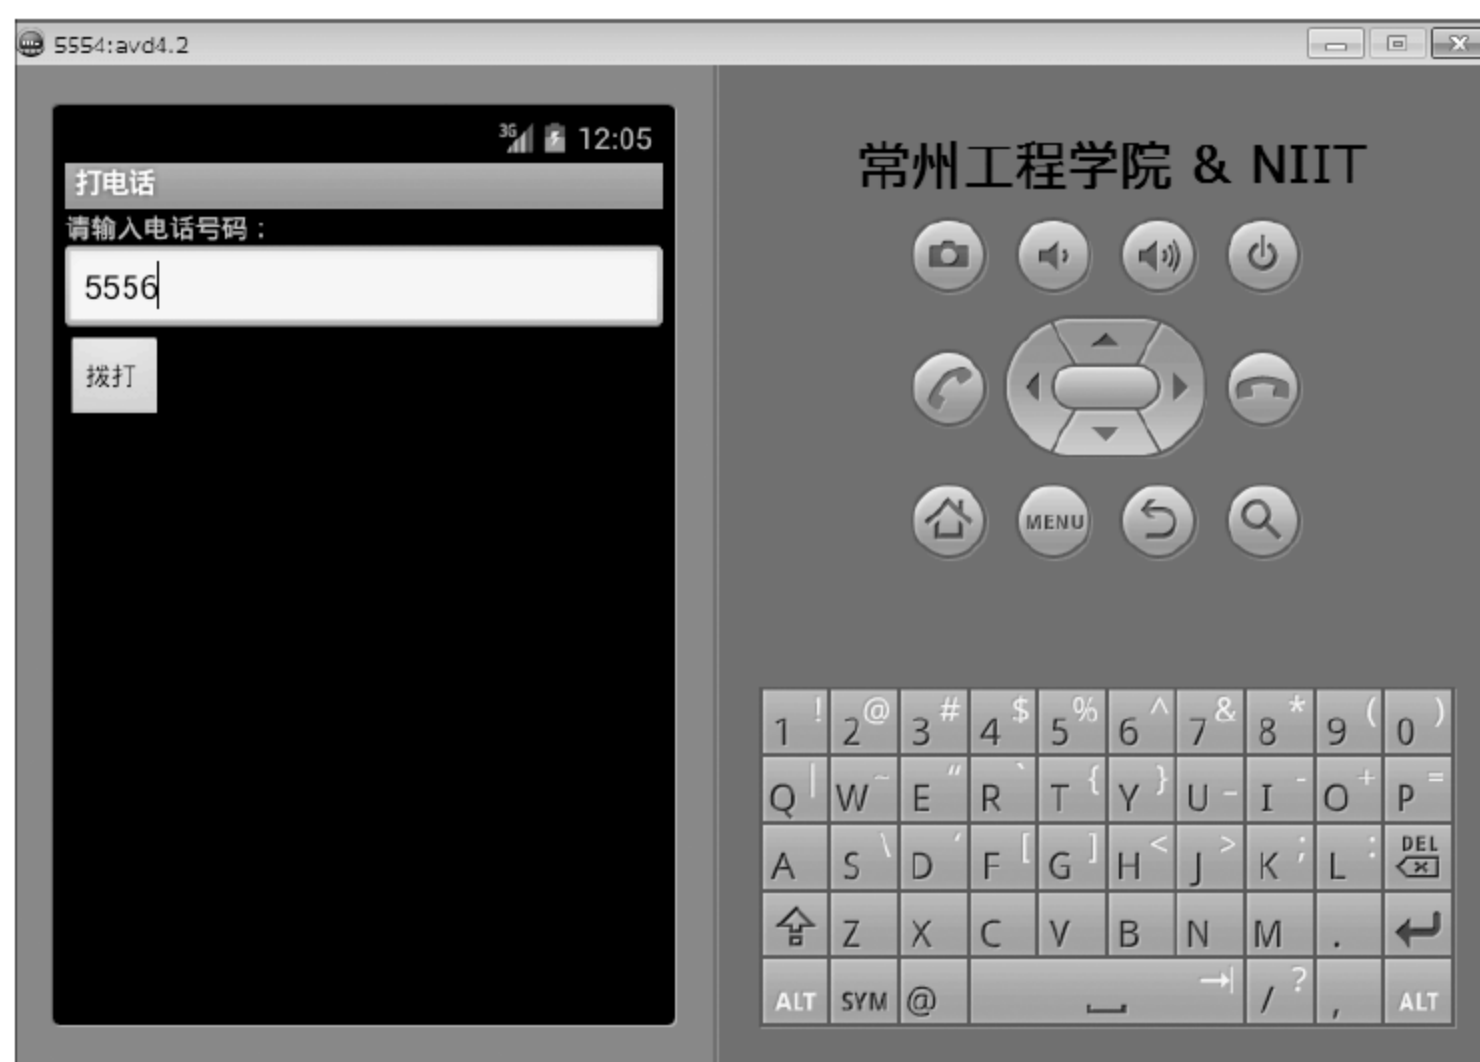 5554:avd4.2
3G 12:05
打电话
请输入电话号码：
5556
拨打
常州工程学院 & NIIT
MENU
1 ! 2 @ 3 # 4 $ 5 % 6 ^ 7 & 8 * 9 ( 0 )
Q | W ~ E " R ` T { Y } U _ I - O + P =
A S \ D ' F [ G ] H < J > K ; L : DEL
Z X C V B N M .
ALT SYM @ / ? , ALT